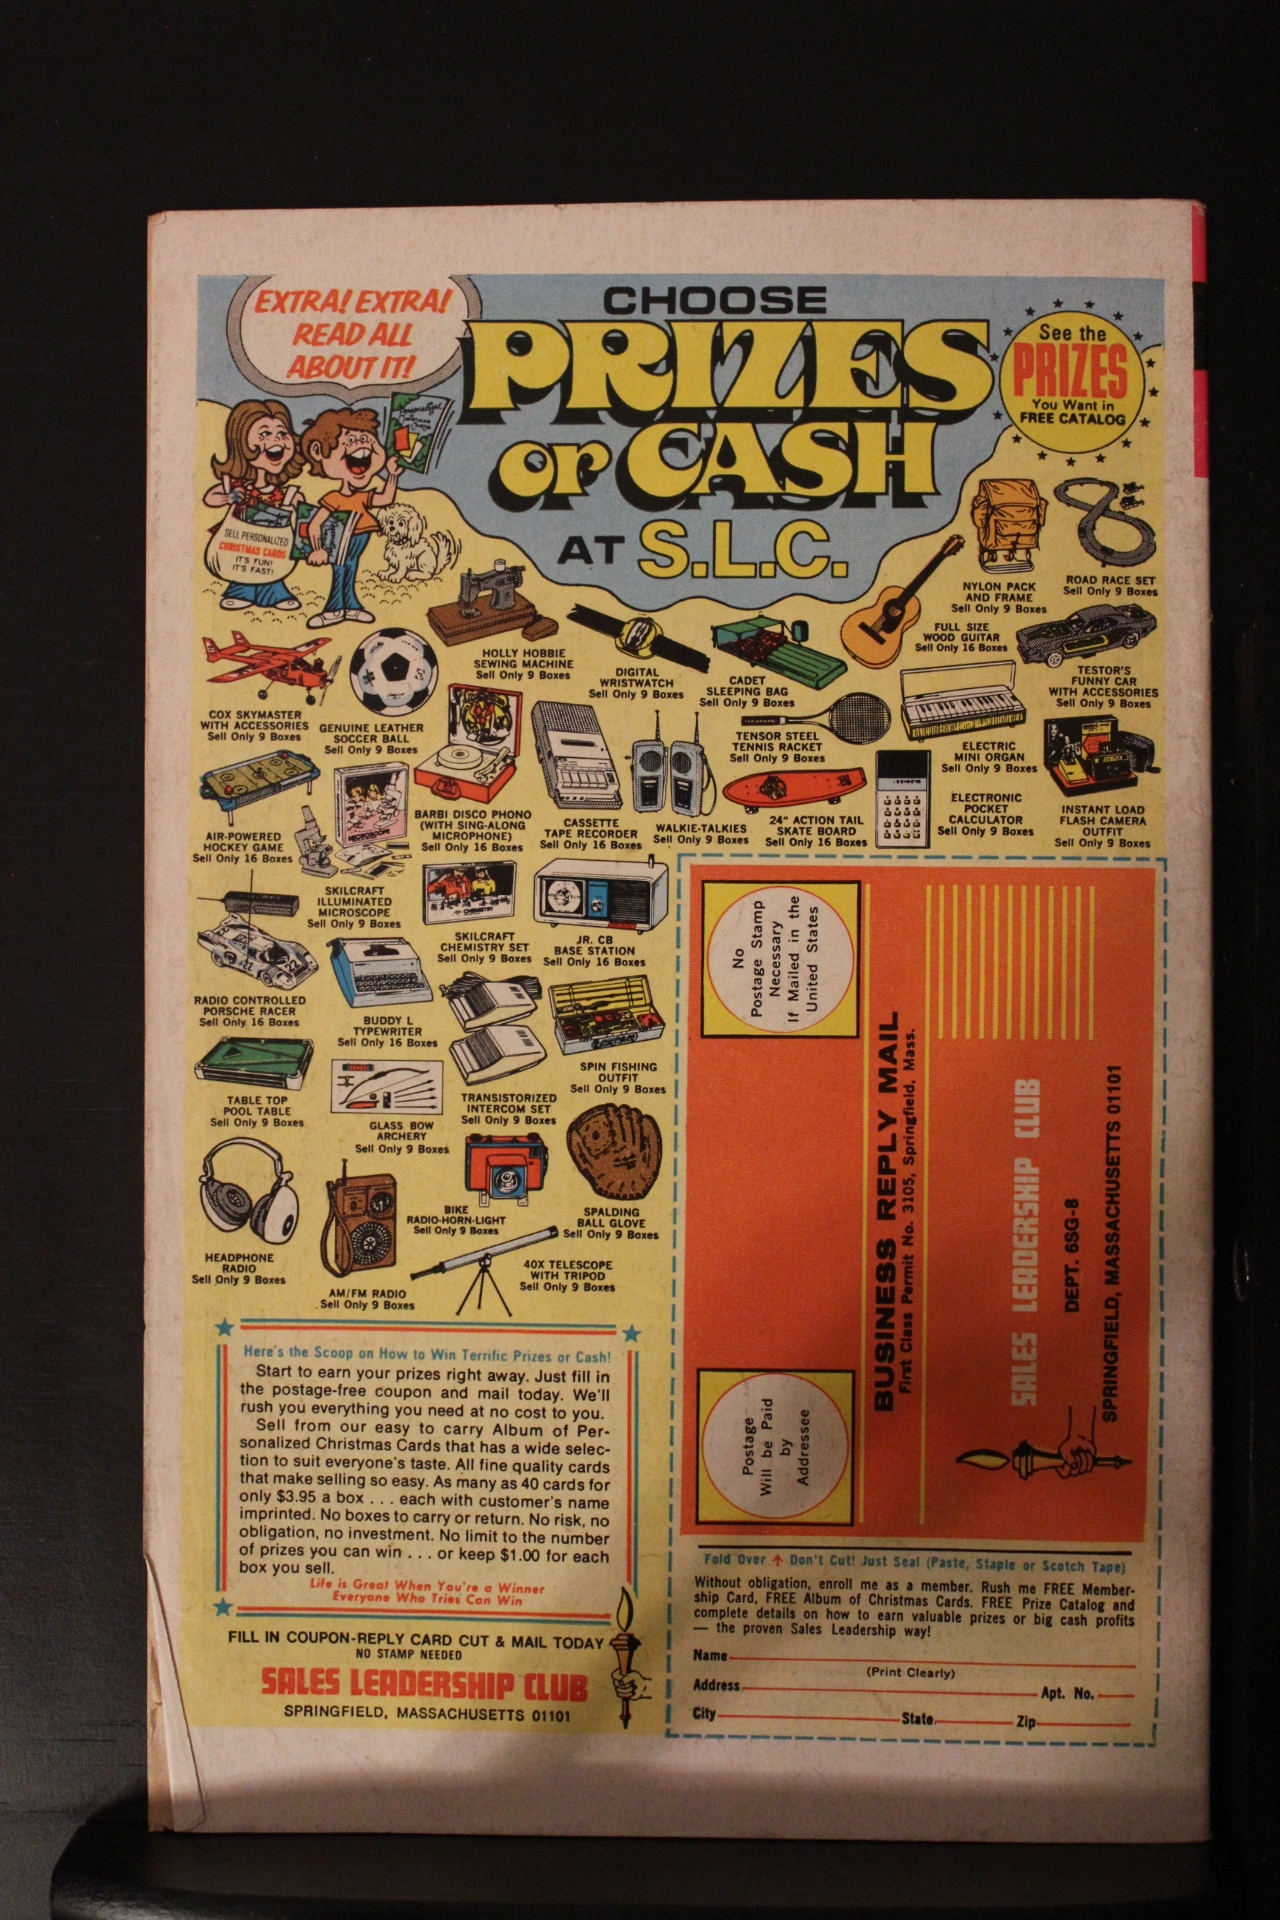 EXTRA! EXTRA!
READ ALL
ABOUT IT!
CHOOSE
PRIZES
or CASH
AT S.L.C.
See the
PRIZES
You Want in
FREE CATALOG
Personalized
SELL PERSONALIZED
CHRISTMAS CARDS
IT'S FUN!
IT'S FAST!
NYLON PACK
AND FRAME
Sell Only 9 Boxes
ROAD RACE SET
Sell Only 9 Boxes
HOLLY HOBBIE
SEWING MACHINE
Sell Only 9 Boxes
DIGITAL
WRISTWATCH
Sell Only 9 Boxes
CADET
SLEEPING BAG
Sell Only 9 Boxes
FULL SIZE
WOOD GUITAR
Sell Only 16 Boxes
TESTOR'S
FUNNY CAR
WITH ACCESSORIES
Sell Only 9 Boxes
COX SKYMASTER
WITH ACCESSORIES
Sell Only 9 Boxes
GENUINE LEATHER
SOCCER BALL
Sell Only 9 Boxes
TENSOR STEEL
TENNIS RACKET
Sell Only 9 Boxes
ELECTRIC
MINI ORGAN
Sell Only 9 Boxes
AIR-POWERED
HOCKEY GAME
Sell Only 16 Boxes
MICROSCOPE
BARBI DISCO PHONO
(WITH SING-ALONG
MICROPHONE)
Sell Only 16 Boxes
CASSETTE
TAPE RECORDER
Sell Only 16 Boxes
WALKIE-TALKIES
Sell Only 9 Boxes
24" ACTION TAIL
SKATE BOARD
Sell Only 16 Boxes
ELECTRONIC
POCKET
CALCULATOR
Sell Only 9 Boxes
INSTANT LOAD
FLASH CAMERA
OUTFIT
Sell Only 9 Boxes
SKILCRAFT
ILLUMINATED
MICROSCOPE
Sell Only 9 Boxes
CHEMISTRY
SKILCRAFT
CHEMISTRY SET
Sell Only 9 Boxes
JR. CB
BASE STATION
Sell Only 16 Boxes
22
RADIO CONTROLLED
PORSCHE RACER
Sell Only 16 Boxes
BUDDY L
TYPEWRITER
Sell Only 16 Boxes
TRANSISTORIZED
INTERCOM SET
Sell Only 9 Boxes
SPIN FISHING
OUTFIT
Sell Only 9 Boxes
TABLE TOP
POOL TABLE
Sell Only 9 Boxes
GLASS BOW
ARCHERY
Sell Only 9 Boxes
BIKE
RADIO-HORN-LIGHT
Sell Only 9 Boxes
SPALDING
BALL GLOVE
Sell Only 9 Boxes
HEADPHONE
RADIO
Sell Only 9 Boxes
AM/FM RADIO
Sell Only 9 Boxes
40X TELESCOPE
WITH TRIPOD
Sell Only 9 Boxes
Here's the Scoop on How to Win Terrific Prizes or Cash!
Start to earn your prizes right away. Just fill in
the postage-free coupon and mail today. We'll
rush you everything you need at no cost to you.
Sell from our easy to carry Album of Per-
sonalized Christmas Cards that has a wide selec-
tion to suit everyone's taste. All fine quality cards
that make selling so easy. As many as 40 cards for
only $3.95 a box . . . each with customer's name
imprinted. No boxes to carry or return. No risk, no
obligation, no investment. No limit to the number
of prizes you can win . . . or keep $1.00 for each
box you sell.
Life is Great When You're a Winner
Everyone Who Tries Can Win
FILL IN COUPON-REPLY CARD CUT & MAIL TODAY
NO STAMP NEEDED
SALES LEADERSHIP CLUB
SPRINGFIELD, MASSACHUSETTS 01101
No
Postage Stamp
Necessary
If Mailed in the
United States
BUSINESS REPLY MAIL
First Class Permit No. 3105, Springfield, Mass.
Postage
Will be Paid
by
Addressee
SALES LEADERSHIP CLUB
DEPT. 6SG-8
SPRINGFIELD, MASSACHUSETTS 01101
Fold Over ↑ Don't Cut! Just Seal (Paste, Staple or Scotch Tape)
Without obligation, enroll me as a member. Rush me FREE Member-
ship Card, FREE Album of Christmas Cards. FREE Prize Catalog and
complete details on how to earn valuable prizes or big cash profits
— the proven Sales Leadership way!
Name
(Print Clearly)
Address Apt. No.
City State Zip